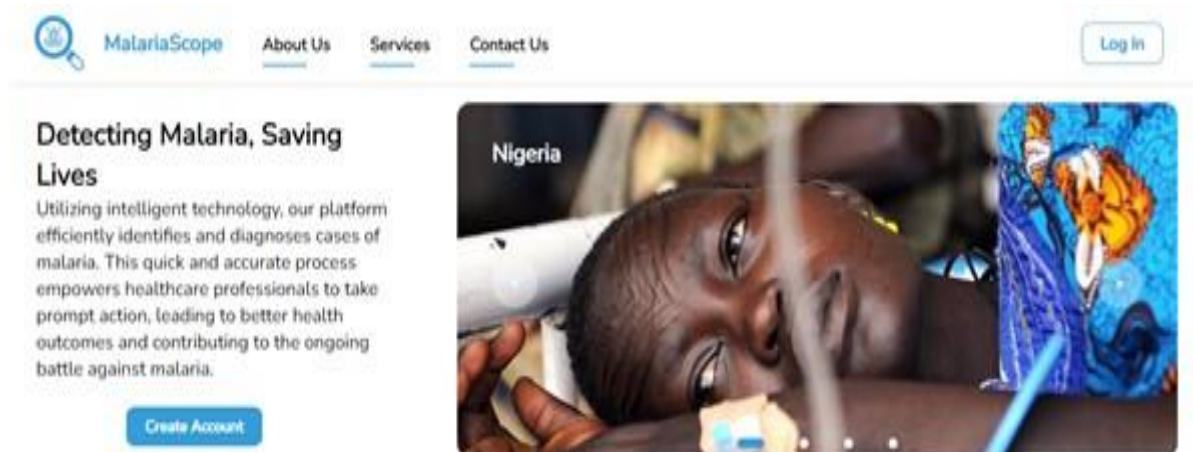 MalariaScope
About Us
Services
Contact Us
Log In
Detecting Malaria, Saving
Lives
Utilizing intelligent technology, our platform
efficiently identifies and diagnoses cases of
malaria. This quick and accurate process
empowers healthcare professionals to take
prompt action, leading to better health
outcomes and contributing to the ongoing
battle against malaria.
Create Account
Nigeria